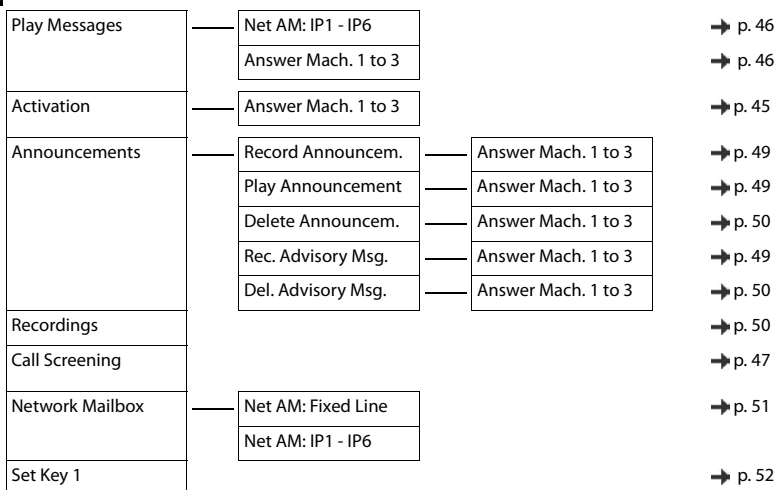 Play Messages Net AM: IP1 - IP6 p. 46
Answer Mach. 1 to 3 p. 46
Activation Answer Mach. 1 to 3 p. 45
Announcements Record Announcem. Answer Mach. 1 to 3 p. 49
Play Announcement Answer Mach. 1 to 3 p. 49
Delete Announcem. Answer Mach. 1 to 3 p. 50
Rec. Advisory Msg. Answer Mach. 1 to 3 p. 49
Del. Advisory Msg. Answer Mach. 1 to 3 p. 50
Recordings p. 50
Call Screening p. 47
Network Mailbox Net AM: Fixed Line p. 51
Net AM: IP1 - IP6
Set Key 1 p. 52